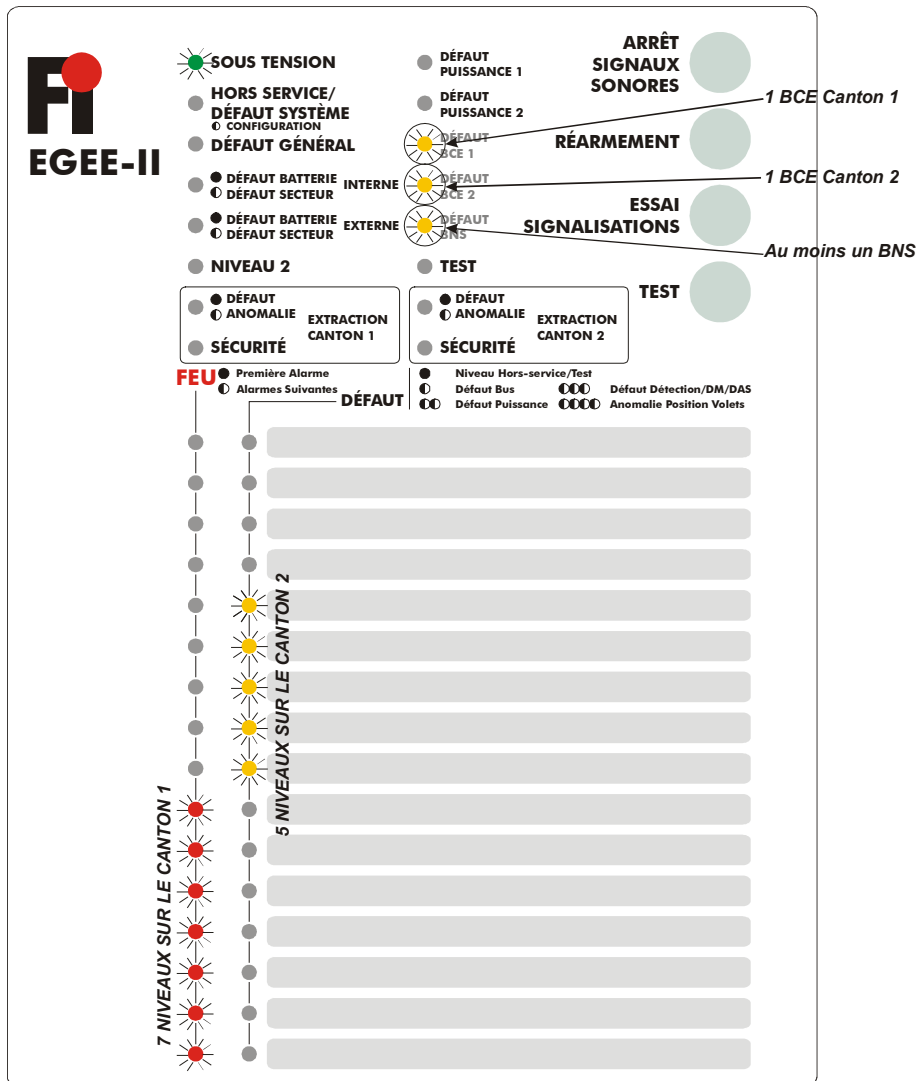 Fi
EGEE-II
SOUS TENSION
HORS SERVICE/
DÉFAUT SYSTÈME
CONFIGURATION
DÉFAUT GÉNÉRAL
DÉFAUT BATTERIE
DÉFAUT SECTEUR
INTERNE
DÉFAUT BATTERIE
DÉFAUT SECTEUR
EXTERNE
NIVEAU 2
DÉFAUT
PUISSANCE 1
DÉFAUT
PUISSANCE 2
DÉFAUT
BCE 1
DÉFAUT
BCE 2
DÉFAUT
BNS
TEST
ARRÊT
SIGNAUX
SONORES
RÉARMEMENT
ESSAI
SIGNALISATIONS
TEST
1 BCE Canton 1
1 BCE Canton 2
Au moins un BNS
DÉFAUT
ANOMALIE
EXTRACTION
CANTON 1
SÉCURITÉ
DÉFAUT
ANOMALIE
EXTRACTION
CANTON 2
SÉCURITÉ
FEU
Première Alarme
Alarmes Suivantes
DÉFAUT
Niveau Hors-service/Test
Défaut Bus
Défaut Détection/DM/DAS
Défaut Puissance
Anomalie Position Volets
5 NIVEAUX SUR LE CANTON 2
7 NIVEAUX SUR LE CANTON 1